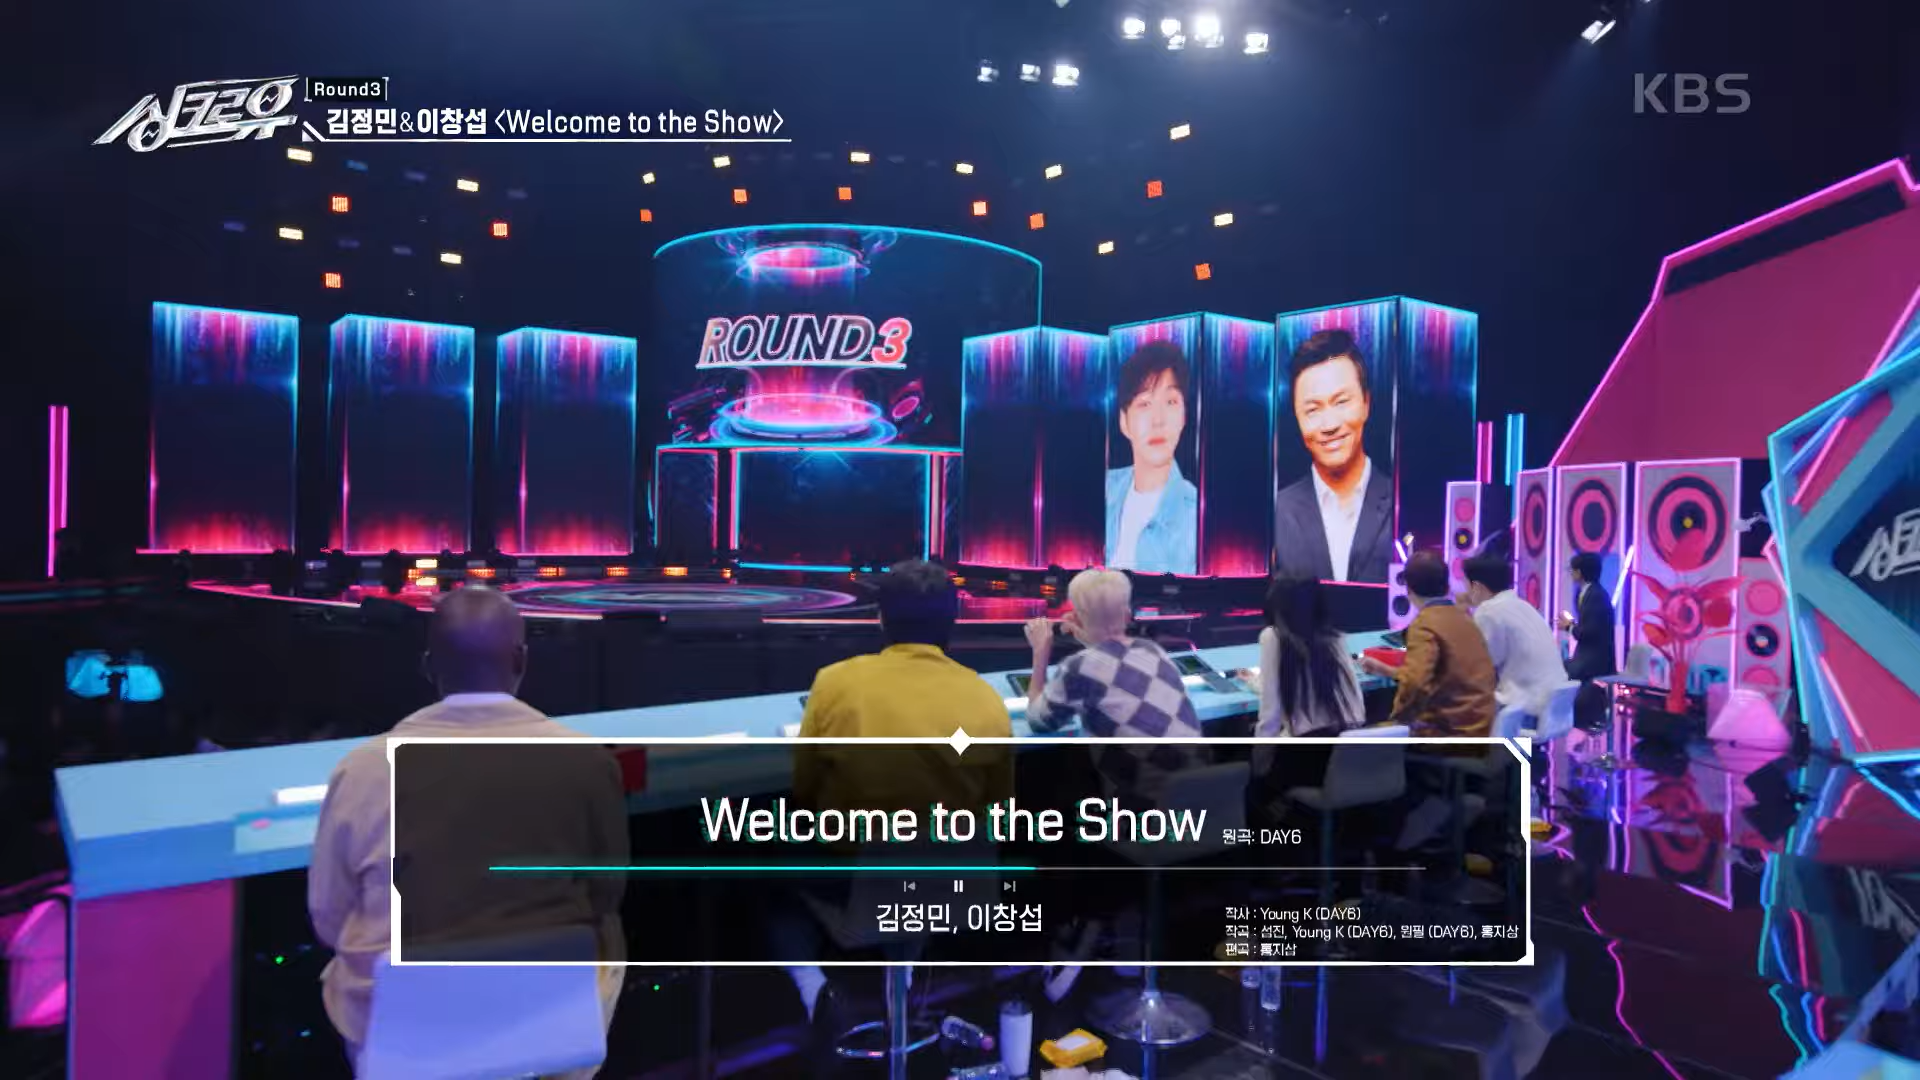 싱크로유
Round3
김정민&이창섭 <Welcome to the Show>
KBS
ROUND3
싱크
Welcome to the Show 원곡: DAY6
김정민, 이창섭
작사 : Young K (DAY6)
작곡 : 성진, Young K (DAY6), 원필 (DAY6), 홍지상
편곡 : 홍지상